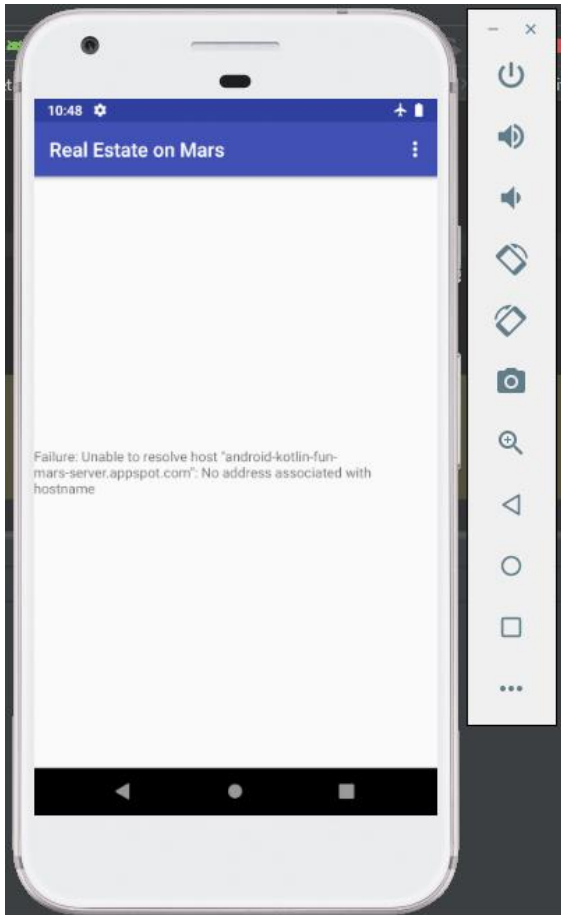 10:48
Real Estate on Mars
Failure: Unable to resolve host "android-kotlin-fun-
mars-server.appspot.com": No address associated with
hostname